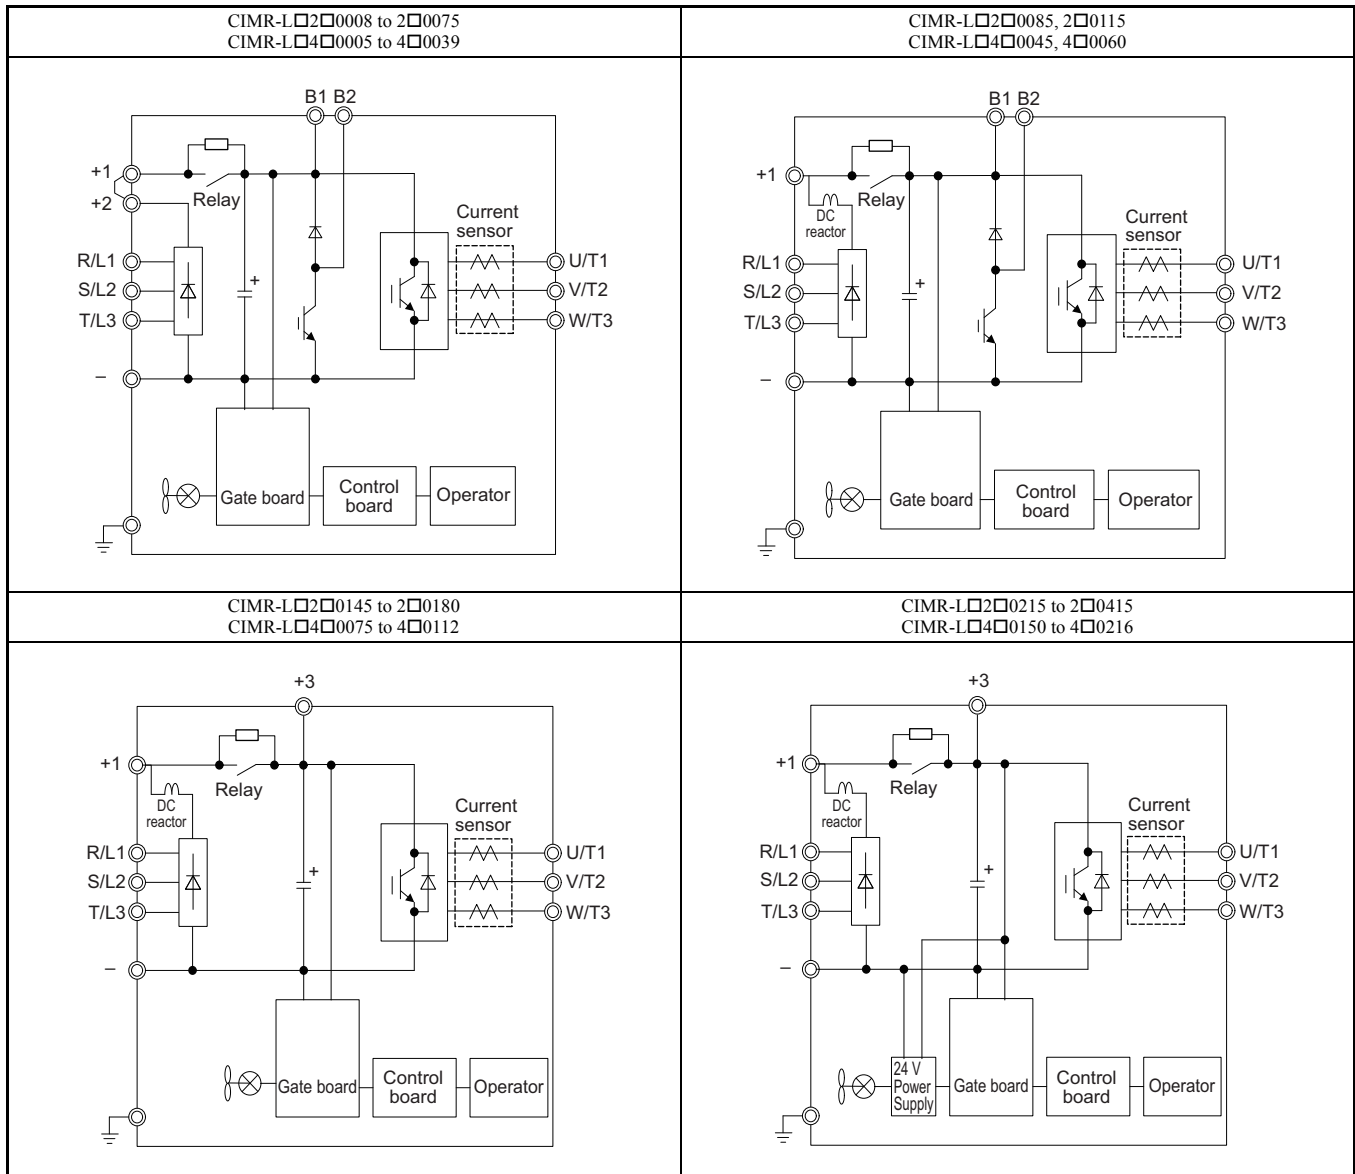 CIMR-L□2□0008 to 2□0075
CIMR-L□4□0005 to 4□0039
CIMR-L□2□0085, 2□0115
CIMR-L□4□0045, 4□0060
B1 B2
+1
+2
Relay
Current
sensor
R/L1
S/L2
T/L3
+
U/T1
V/T2
W/T3
–
Gate board
Control
board
Operator
B1 B2
+1
Relay
DC
reactor
Current
sensor
R/L1
S/L2
T/L3
+
U/T1
V/T2
W/T3
–
Gate board
Control
board
Operator
CIMR-L□2□0145 to 2□0180
CIMR-L□4□0075 to 4□0112
CIMR-L□2□0215 to 2□0415
CIMR-L□4□0150 to 4□0216
+3
+1
Relay
DC
reactor
Current
sensor
R/L1
S/L2
T/L3
+
U/T1
V/T2
W/T3
–
Gate board
Control
board
Operator
+3
+1
Relay
DC
reactor
Current
sensor
R/L1
S/L2
T/L3
+
U/T1
V/T2
W/T3
–
24 V
Power
Supply
Gate board
Control
board
Operator